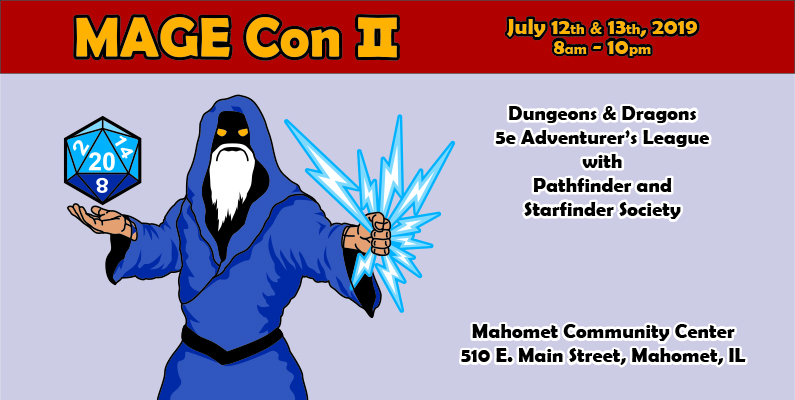 MAGE Con II
July 12th & 13th, 2019
8am - 10pm
2 14
20
8
Dungeons & Dragons
5e Adventurer's League
with
Pathfinder and
Starfinder Society
Mahomet Community Center
510 E. Main Street, Mahomet, IL